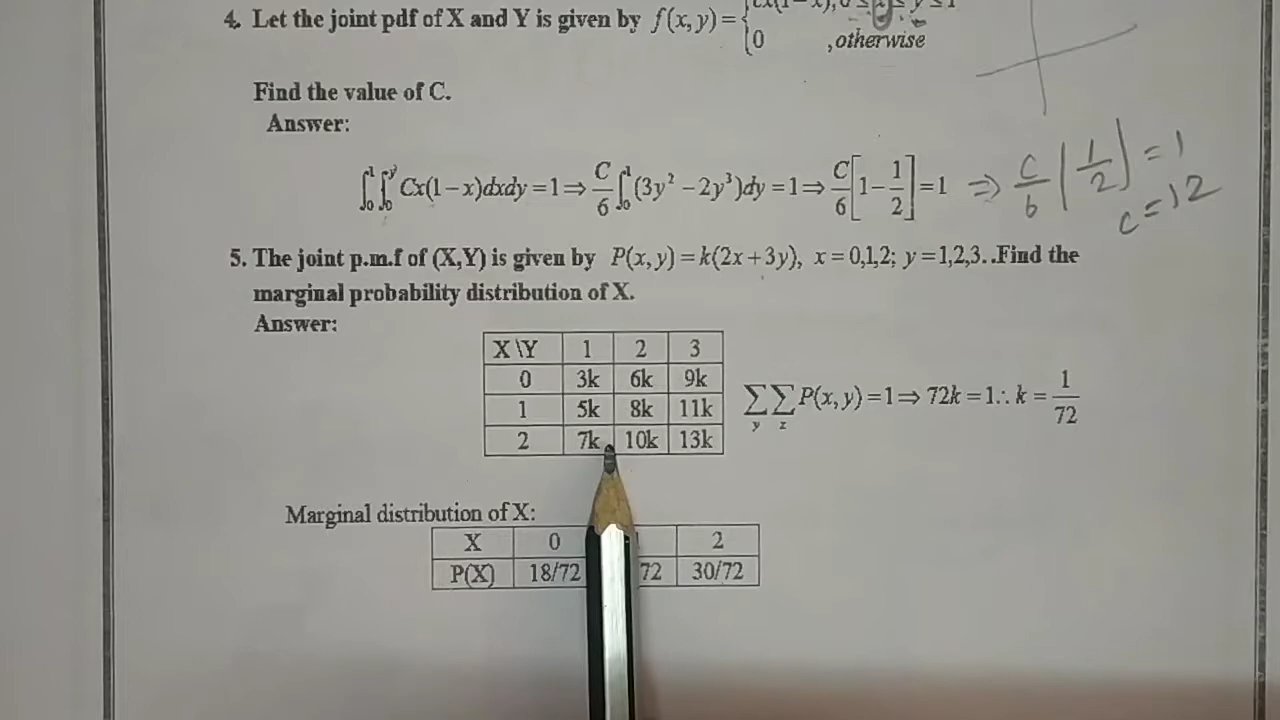 4. Let the joint pdf of X and Y is given by f(x,y)={
0 ,otherwise
Find the value of C.
Answer:
∫₀¹∫₀ʸ Cx(1−x)dxdy =1⇒ C/6 ∫₀¹(3y² −2y³)dy =1⇒ C/6[1− 1/2]=1 ⇒ C/6 (1/2) = 1
c = 12
5. The joint p.m.f of (X,Y) is given by P(x,y) = k(2x+3y), x = 0,1,2; y =1,2,3. .Find the
marginal probability distribution of X.
Answer:
X \Y 1 2 3
0 3k 6k 9k
1 5k 8k 11k
2 7k 10k 13k
∑∑P(x,y) =1⇒ 72k =1∴ k = 1/72
y z
Marginal distribution of X:
X 0 2
P(X) 18/72 72 30/72